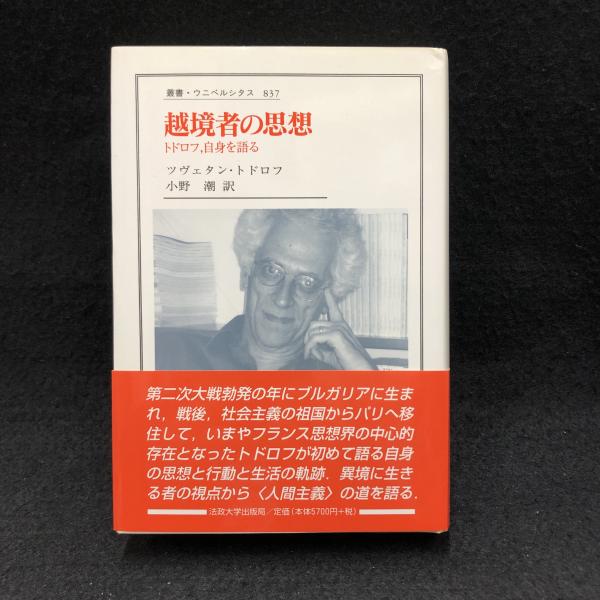 叢書・ウニベルシタス 837
越境者の思想
トドロフ,自身を語る
ツヴェタン・トドロフ
小野 潮 訳
第二次大戦勃発の年にブルガリアに生ま
れ，戦後，社会主義の祖国からパリへ移
住して，いまやフランス思想界の中心的
存在となったトドロフが初めて語る自身
の思想と行動と生活の軌跡．異境に生き
る者の視点から〈人間主義〉の道を語る．
法政大学出版局／定価（本体5700円＋税）